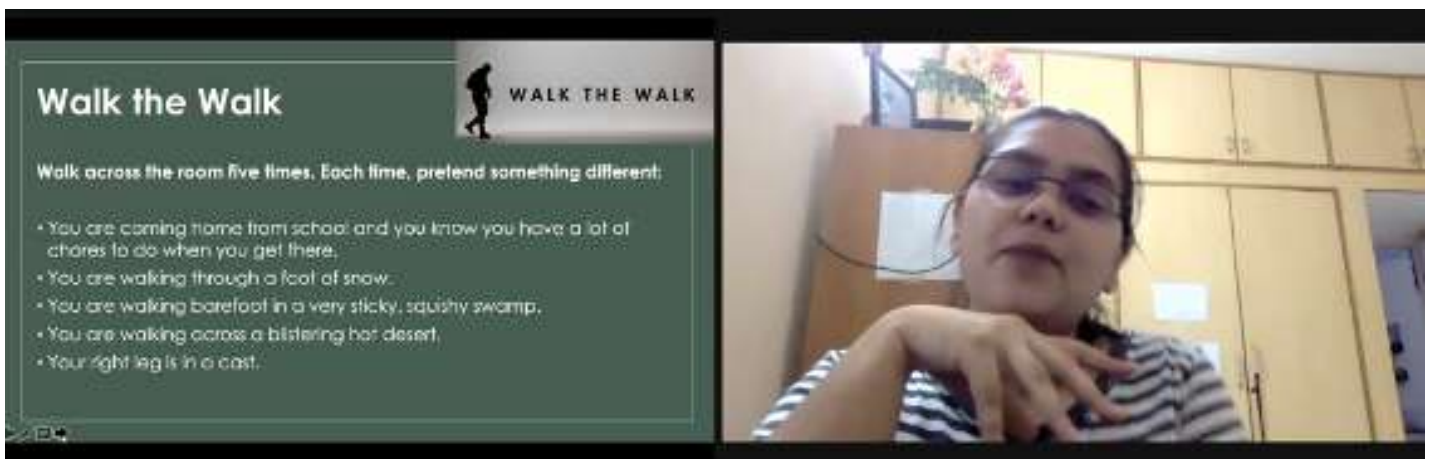 Walk the Walk
WALK THE WALK
Walk across the room five times. Each time, pretend something different:
• You are coming home from school and you know you have a lot of
chores to do when you get there.
• You are walking through a foot of snow.
• You are walking barefoot in a very sticky, squishy swamp.
• You are walking across a blistering hot desert.
• Your right leg is in a cast.